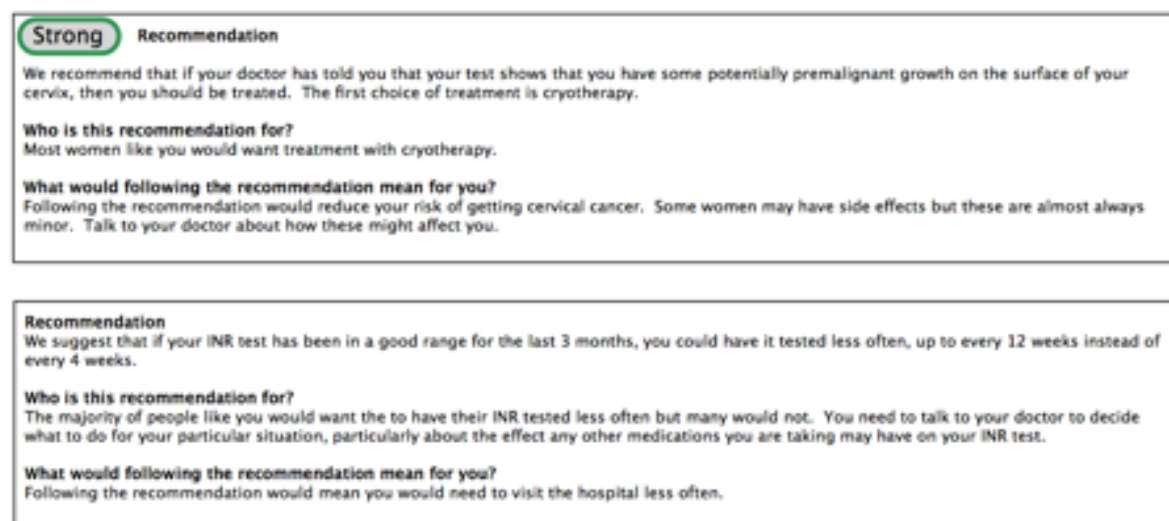 Strong Recommendation
We recommend that if your doctor has told you that your test shows that you have some potentially premalignant growth on the surface of your
cervix, then you should be treated. The first choice of treatment is cryotherapy.
Who is this recommendation for?
Most women like you would want treatment with cryotherapy.
What would following the recommendation mean for you?
Following the recommendation would reduce your risk of getting cervical cancer. Some women may have side effects but these are almost always
minor. Talk to your doctor about how these might affect you.
Recommendation
We suggest that if your INR test has been in a good range for the last 3 months, you could have it tested less often, up to every 12 weeks instead of
every 4 weeks.
Who is this recommendation for?
The majority of people like you would want the to have their INR tested less often but many would not. You need to talk to your doctor to decide
what to do for your particular situation, particularly about the effect any other medications you are taking may have on your INR test.
What would following the recommendation mean for you?
Following the recommendation would mean you would need to visit the hospital less often.